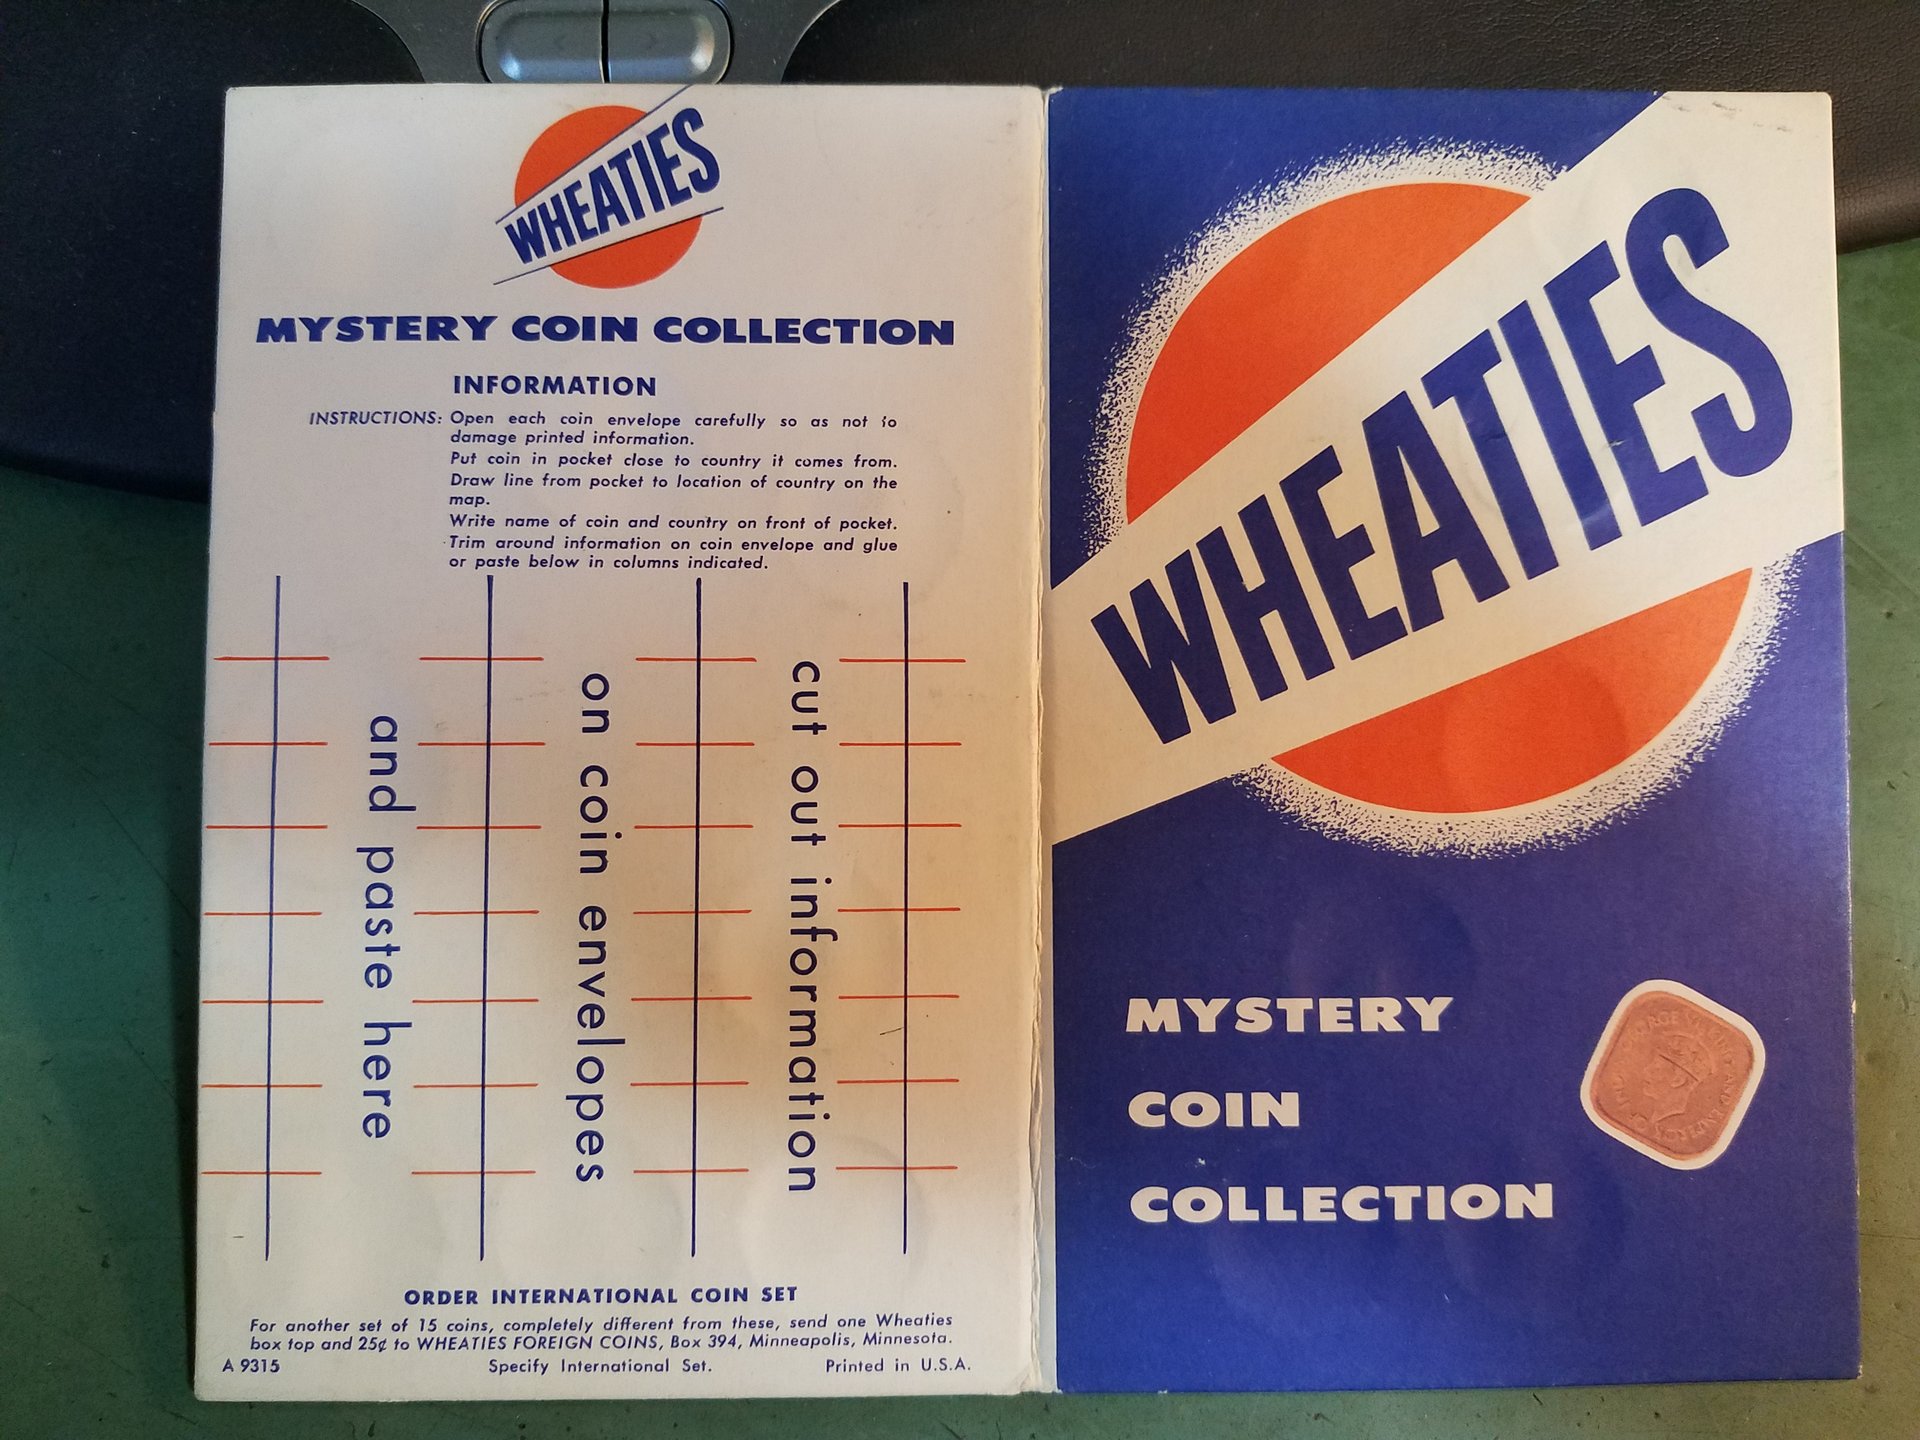 WHEATIES
MYSTERY COIN COLLECTION
INFORMATION
INSTRUCTIONS: Open each coin envelope carefully so as not to
damage printed information.
Put coin in pocket close to country it comes from.
Draw line from pocket to location of country on the
map.
Write name of coin and country on front of pocket.
Trim around information on coin envelope and glue
or paste below in columns indicated.
cut out information
on coin envelopes
and paste here
ORDER INTERNATIONAL COIN SET
For another set of 15 coins, completely different from these, send one Wheaties
box top and 25¢ to WHEATIES FOREIGN COINS, Box 394, Minneapolis, Minnesota.
A 9315 Specify International Set. Printed in U.S.A.
WHEATIES
MYSTERY
COIN
COLLECTION